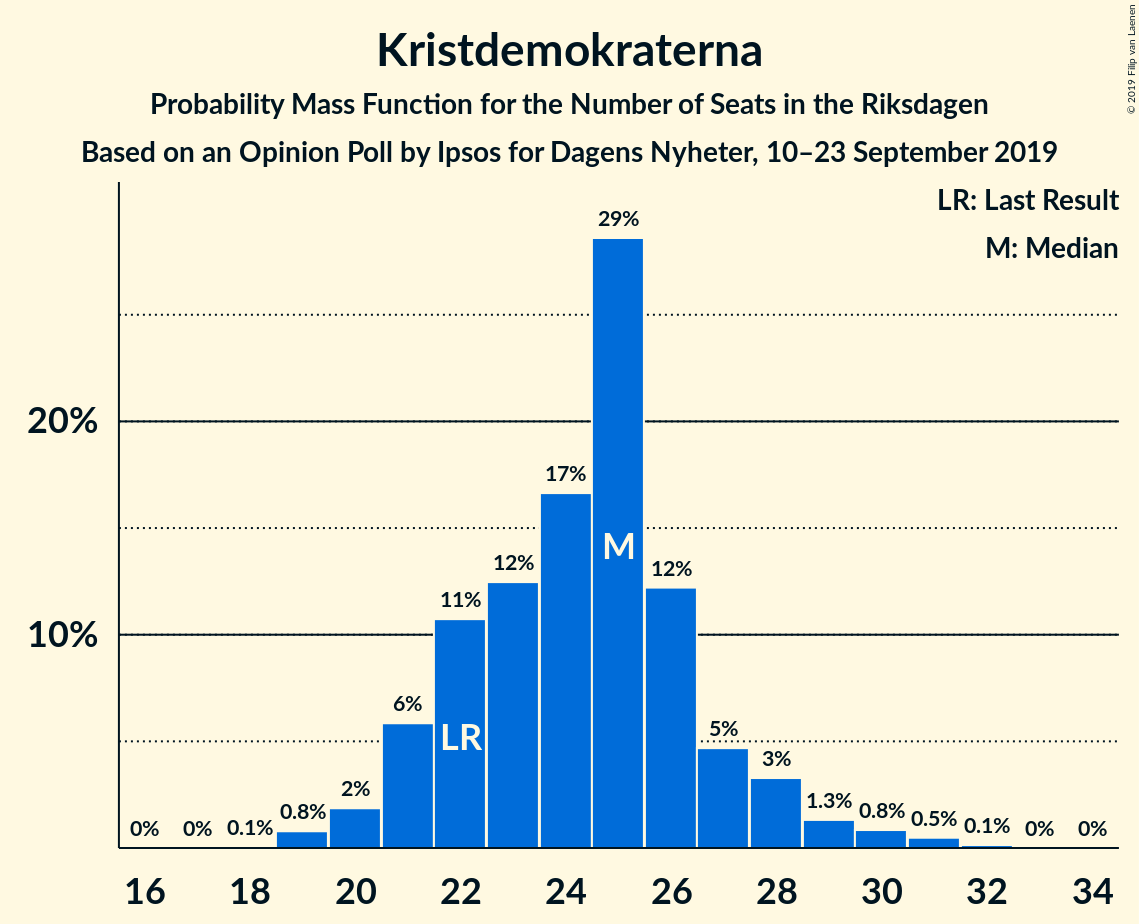 Kristdemokraterna
Probability Mass Function for the Number of Seats in the Riksdagen
Based on an Opinion Poll by Ipsos for Dagens Nyheter, 10–23 September 2019
© 2019 Filip van Laenen
LR: Last Result
M: Median
29%
20%
17%
12%
M
12%
11%
10%
6%
LR
5%
3%
2%
1.3%
0.8%
0.8%
0.5%
0% 0% 0.1% 0.1% 0% 0%
16 18 20 22 24 26 28 30 32 34